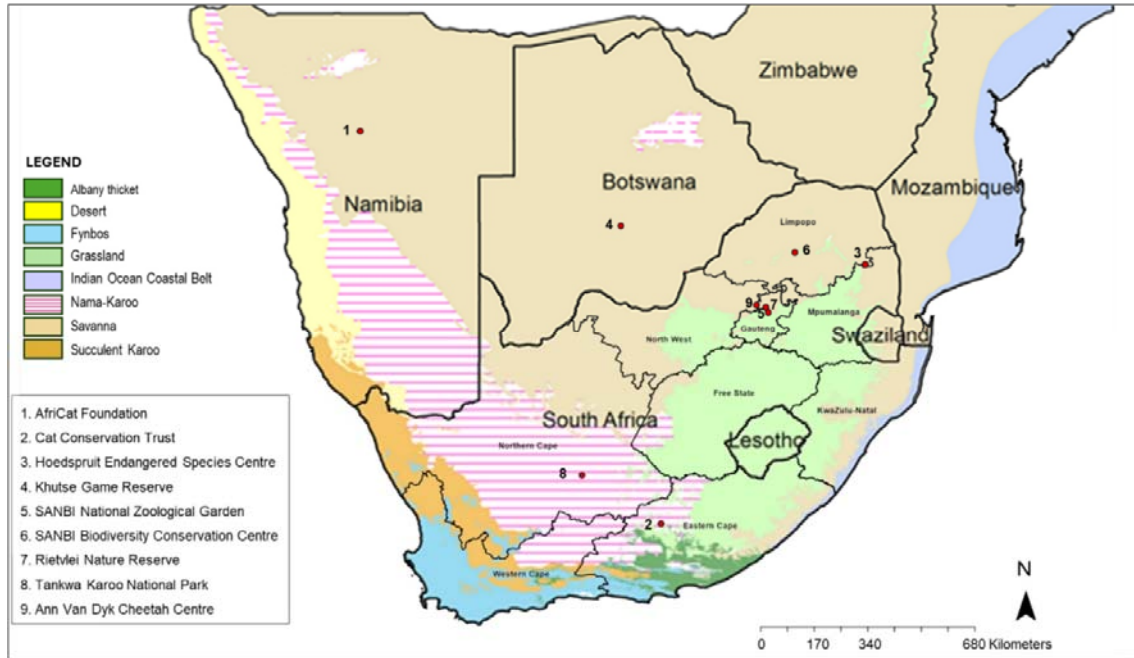 Zimbabwe
1
LEGEND
Albany thicket
Desert
Fynbos
Grassland
Indian Ocean Coastal Belt
Nama-Karoo
Savanna
Succulent Karoo
Botswana
Mozambique
Namibia
4
Limpopo
6
3
9
7
5
Gauteng
Mpumalanga
Swaziland
North West
Free State
KwaZulu-Natal
South Africa
Lesotho
Northern Cape
8
2
Eastern Cape
Western Cape
1. AfriCat Foundation
2. Cat Conservation Trust
3. Hoedspruit Endangered Species Centre
4. Khutse Game Reserve
5. SANBI National Zoological Garden
6. SANBI Biodiversity Conservation Centre
7. Rietvlei Nature Reserve
8. Tankwa Karoo National Park
9. Ann Van Dyk Cheetah Centre
N
0 170 340 680 Kilometers